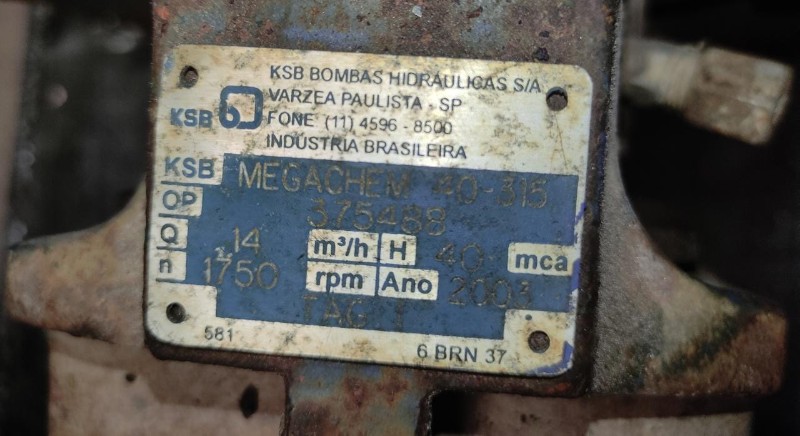 KSB BOMBAS HIDRÁULICAS S/A
VARZEA PAULISTA - SP
KSB FONE (11) 4596 - 8500
INDÚSTRIA BRASILEIRA
KSB MEGACHEM 40-315
OP 375488
Q 14 m³/h H 40 mca
n 1750 rpm Ano 2003
TAG
581 6 BRN 37